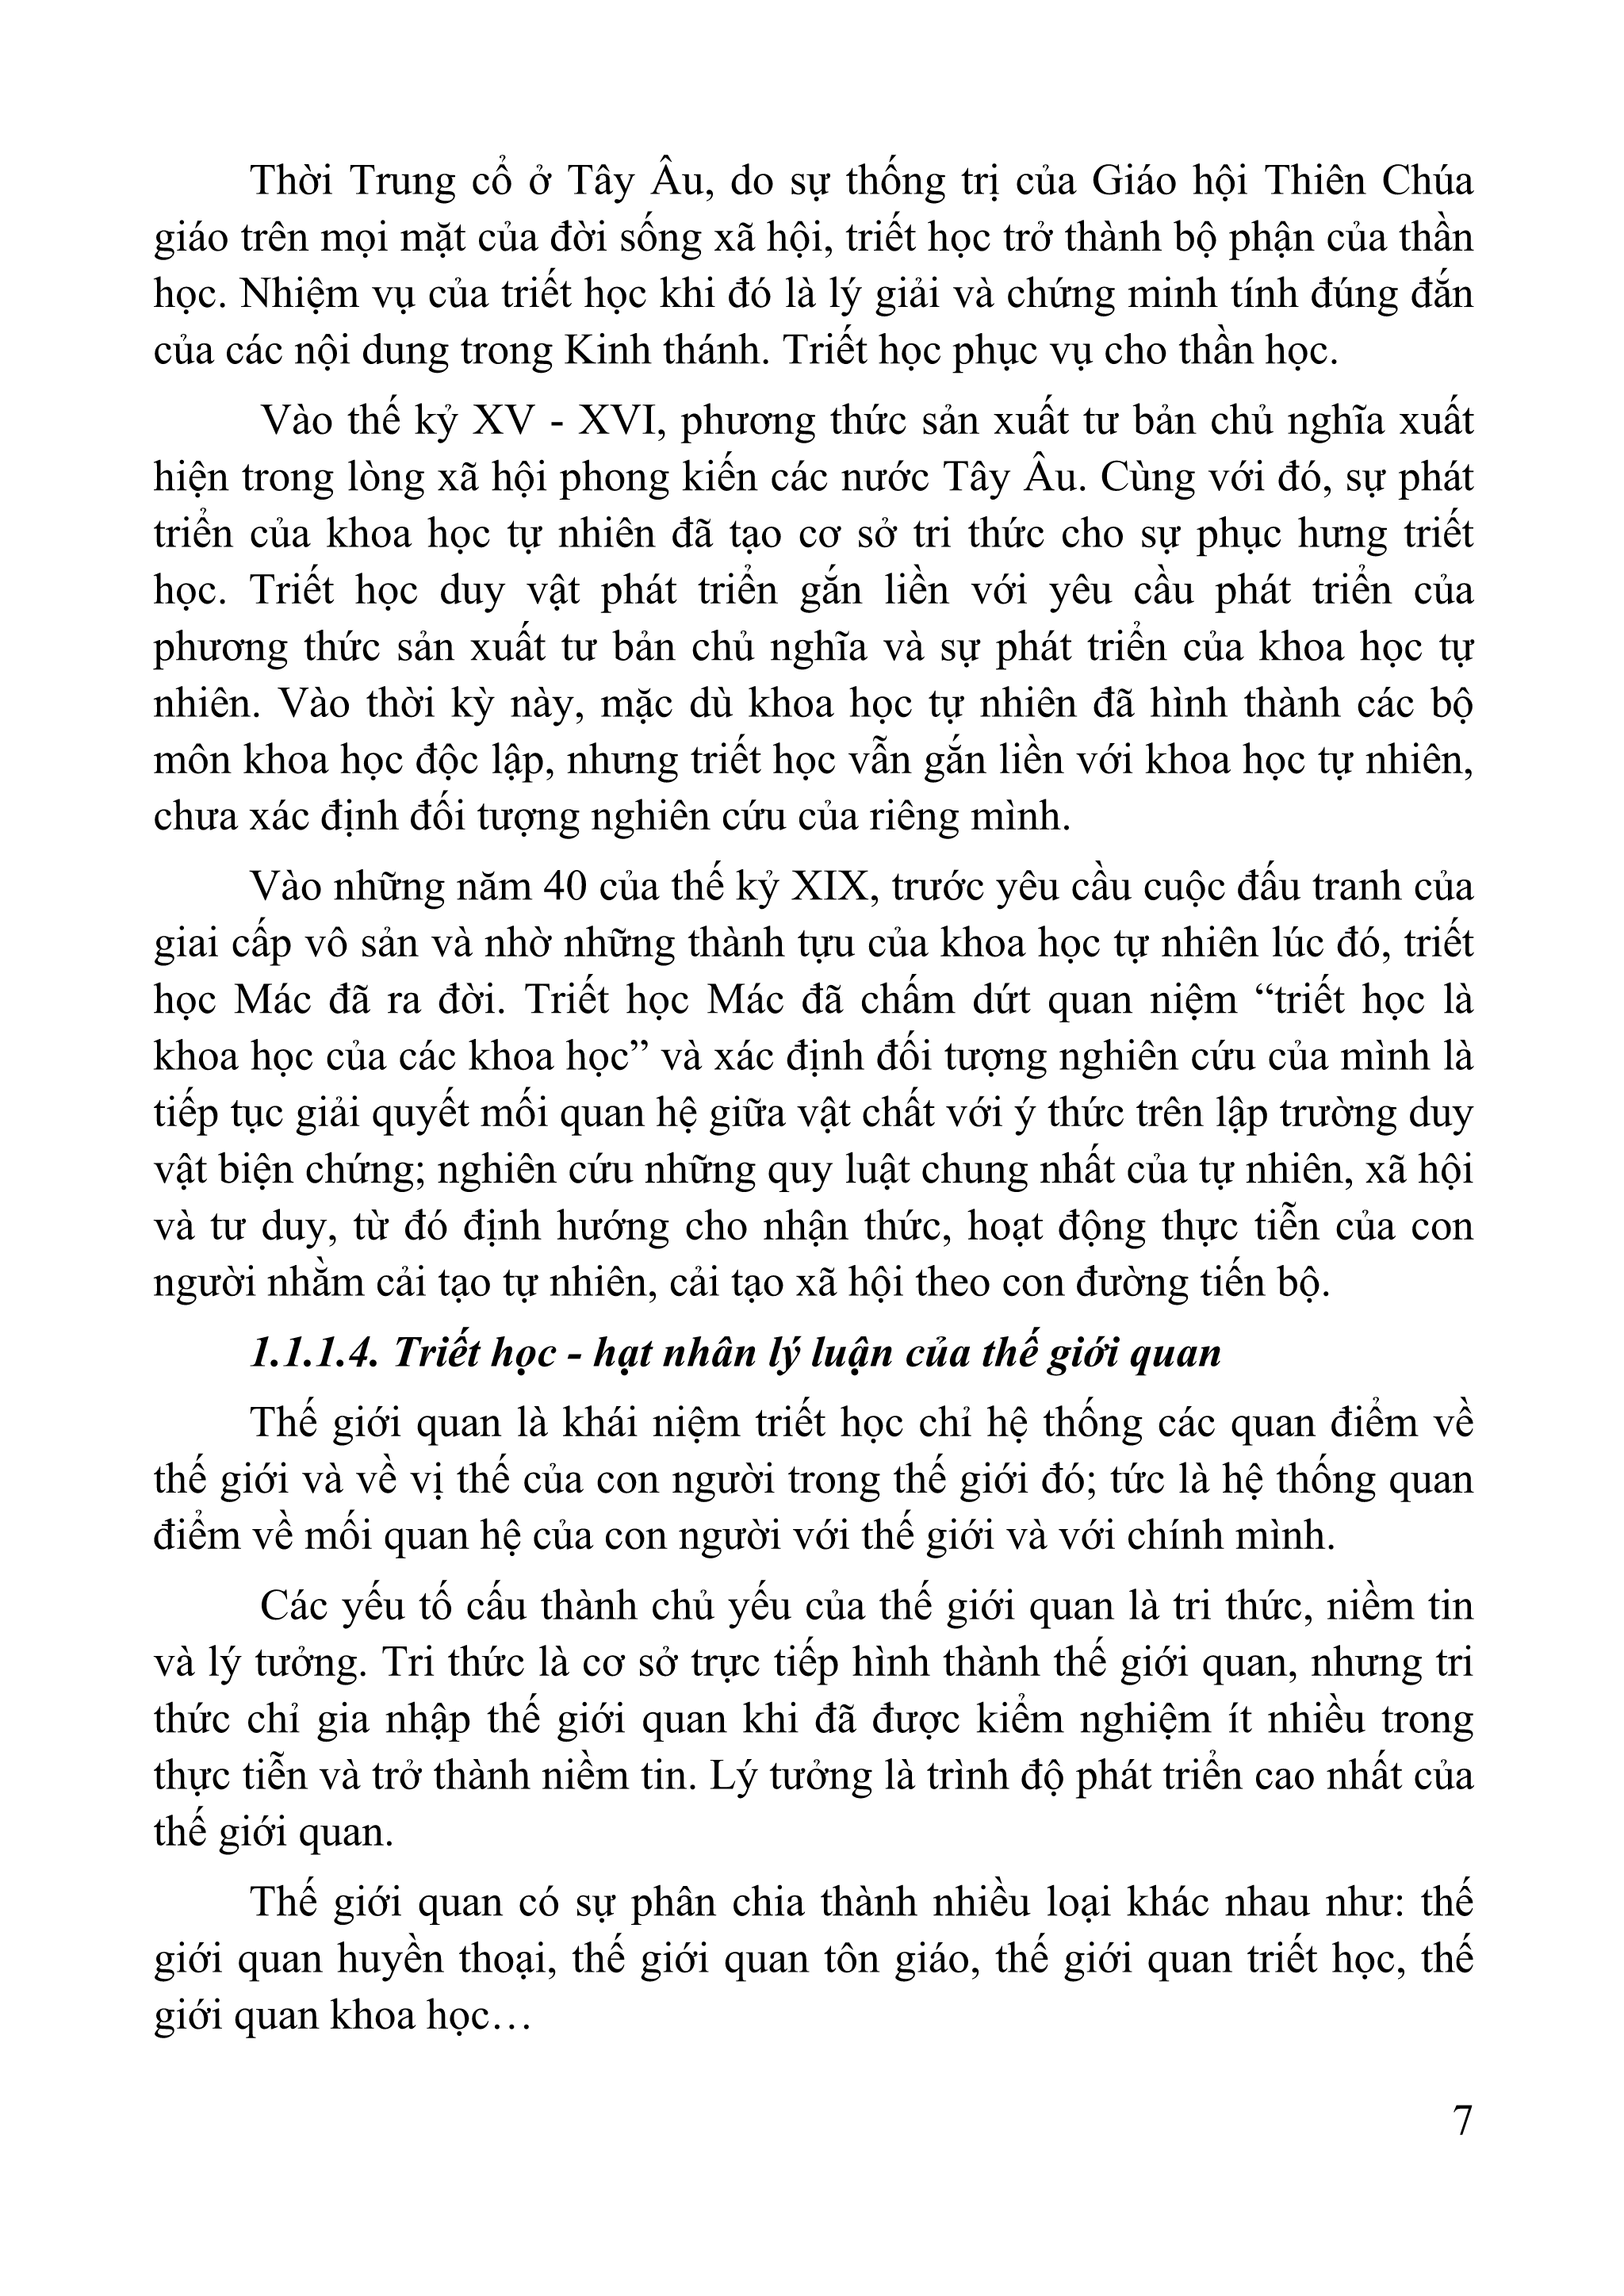 Thời Trung cổ ở Tây Âu, do sự thống trị của Giáo hội Thiên Chúa
giáo trên mọi mặt của đời sống xã hội, triết học trở thành bộ phận của thần
học. Nhiệm vụ của triết học khi đó là lý giải và chứng minh tính đúng đắn
của các nội dung trong Kinh thánh. Triết học phục vụ cho thần học.
Vào thế kỷ XV - XVI, phương thức sản xuất tư bản chủ nghĩa xuất
hiện trong lòng xã hội phong kiến các nước Tây Âu. Cùng với đó, sự phát
triển của khoa học tự nhiên đã tạo cơ sở tri thức cho sự phục hưng triết
học. Triết học duy vật phát triển gắn liền với yêu cầu phát triển của
phương thức sản xuất tư bản chủ nghĩa và sự phát triển của khoa học tự
nhiên. Vào thời kỳ này, mặc dù khoa học tự nhiên đã hình thành các bộ
môn khoa học độc lập, nhưng triết học vẫn gắn liền với khoa học tự nhiên,
chưa xác định đối tượng nghiên cứu của riêng mình.
Vào những năm 40 của thế kỷ XIX, trước yêu cầu cuộc đấu tranh của
giai cấp vô sản và nhờ những thành tựu của khoa học tự nhiên lúc đó, triết
học Mác đã ra đời. Triết học Mác đã chấm dứt quan niệm “triết học là
khoa học của các khoa học” và xác định đối tượng nghiên cứu của mình là
tiếp tục giải quyết mối quan hệ giữa vật chất với ý thức trên lập trường duy
vật biện chứng; nghiên cứu những quy luật chung nhất của tự nhiên, xã hội
và tư duy, từ đó định hướng cho nhận thức, hoạt động thực tiễn của con
người nhằm cải tạo tự nhiên, cải tạo xã hội theo con đường tiến bộ.
1.1.1.4. Triết học - hạt nhân lý luận của thế giới quan
Thế giới quan là khái niệm triết học chỉ hệ thống các quan điểm về
thế giới và về vị thế của con người trong thế giới đó; tức là hệ thống quan
điểm về mối quan hệ của con người với thế giới và với chính mình.
Các yếu tố cấu thành chủ yếu của thế giới quan là tri thức, niềm tin
và lý tưởng. Tri thức là cơ sở trực tiếp hình thành thế giới quan, nhưng tri
thức chỉ gia nhập thế giới quan khi đã được kiểm nghiệm ít nhiều trong
thực tiễn và trở thành niềm tin. Lý tưởng là trình độ phát triển cao nhất của
thế giới quan.
Thế giới quan có sự phân chia thành nhiều loại khác nhau như: thế
giới quan huyền thoại, thế giới quan tôn giáo, thế giới quan triết học, thế
giới quan khoa học…
7